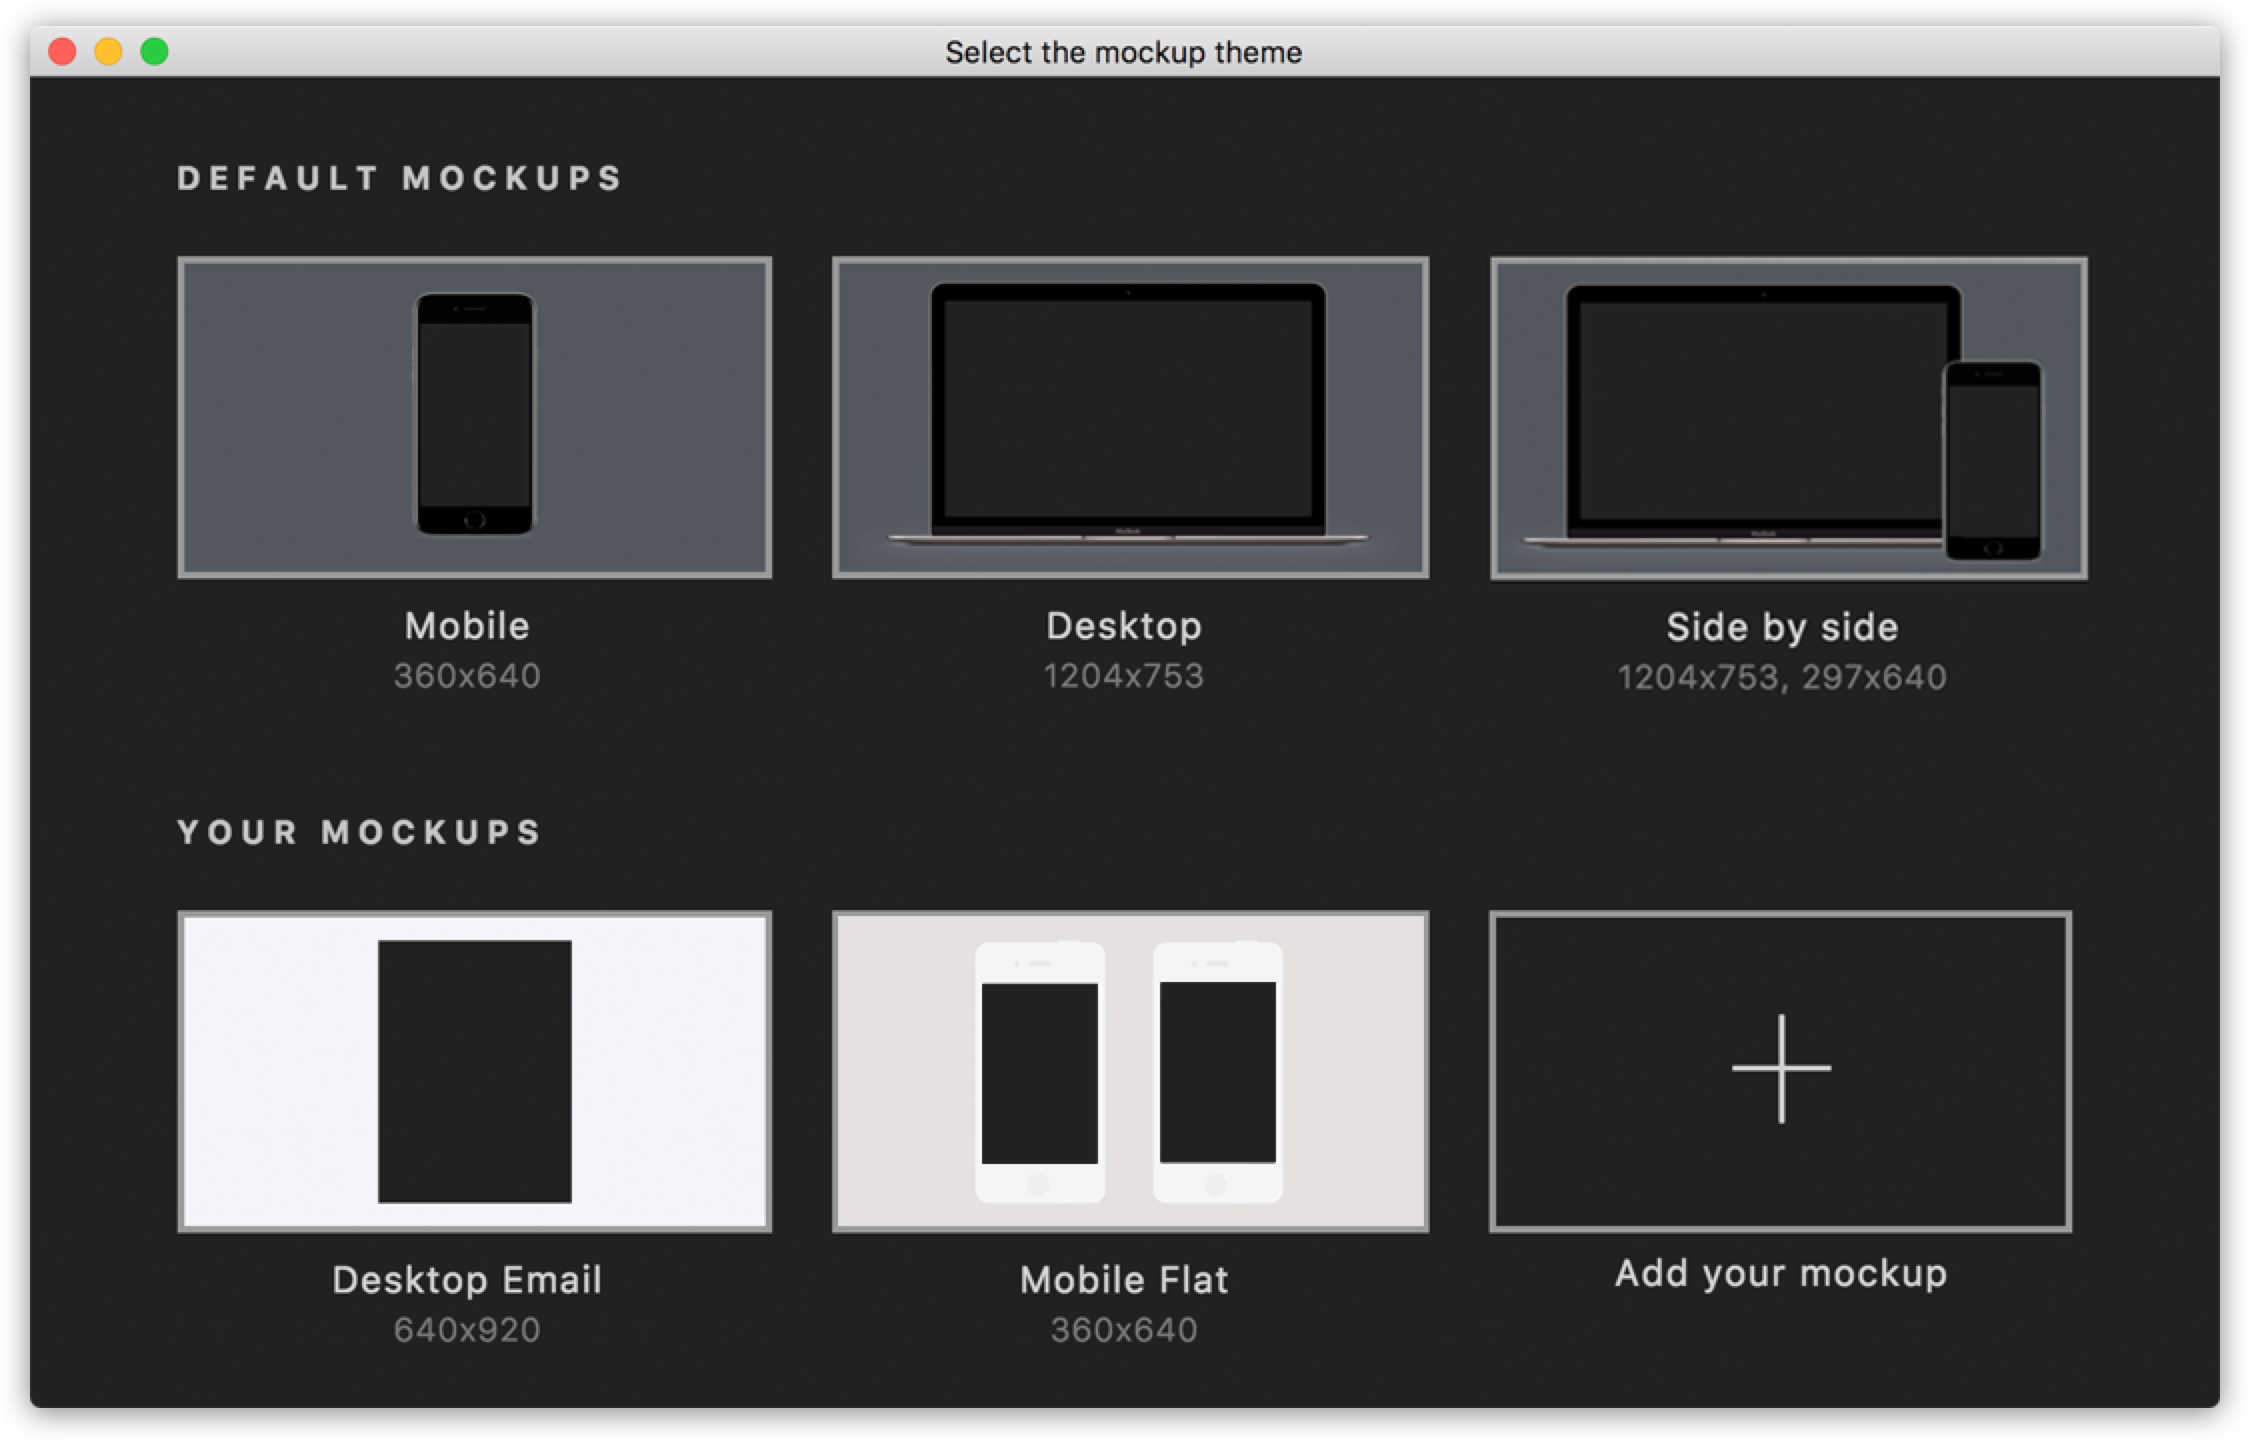 Select the mockup theme
DEFAULT MOCKUPS
Mobile
360x640
Desktop
1204x753
Side by side
1204x753, 297x640
YOUR MOCKUPS
Desktop Email
640x920
Mobile Flat
360x640
Add your mockup